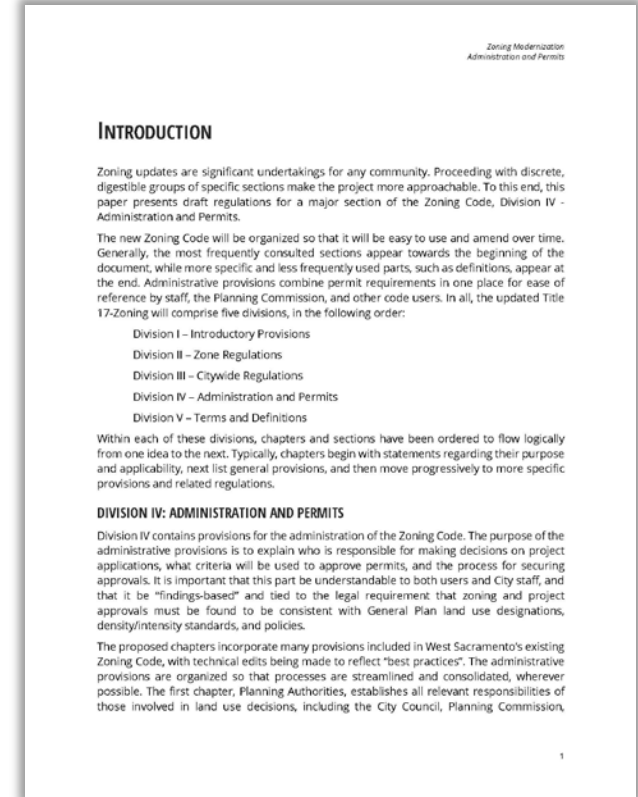 Zoning Modernization
Administration and Permits
INTRODUCTION
Zoning updates are significant undertakings for any community. Proceeding with discrete,
digestible groups of specific sections make the project more approachable. To this end, this
paper presents draft regulations for a major section of the Zoning Code, Division IV -
Administration and Permits.
The new Zoning Code will be organized so that it will be easy to use and amend over time.
Generally, the most frequently consulted sections appear towards the beginning of the
document, while more specific and less frequently used parts, such as definitions, appear at
the end. Administrative provisions combine permit requirements in one place for ease of
reference by staff, the Planning Commission, and other code users. In all, the updated Title
17-Zoning will comprise five divisions, in the following order:
Division I – Introductory Provisions
Division II – Zone Regulations
Division III – Citywide Regulations
Division IV – Administration and Permits
Division V – Terms and Definitions
Within each of these divisions, chapters and sections have been ordered to flow logically
from one idea to the next. Typically, chapters begin with statements regarding their purpose
and applicability, next list general provisions, and then move progressively to more specific
provisions and related regulations.
DIVISION IV: ADMINISTRATION AND PERMITS
Division IV contains provisions for the administration of the Zoning Code. The purpose of the
administrative provisions is to explain who is responsible for making decisions on project
applications, what criteria will be used to approve permits, and the process for securing
approvals. It is important that this part be understandable to both users and City staff, and
that it be "findings-based" and tied to the legal requirement that zoning and project
approvals must be found to be consistent with General Plan land use designations,
density/intensity standards, and policies.
The proposed chapters incorporate many provisions included in West Sacramento's existing
Zoning Code, with technical edits being made to reflect "best practices". The administrative
provisions are organized so that processes are streamlined and consolidated, wherever
possible. The first chapter, Planning Authorities, establishes all relevant responsibilities of
those involved in land use decisions, including the City Council, Planning Commission,
1